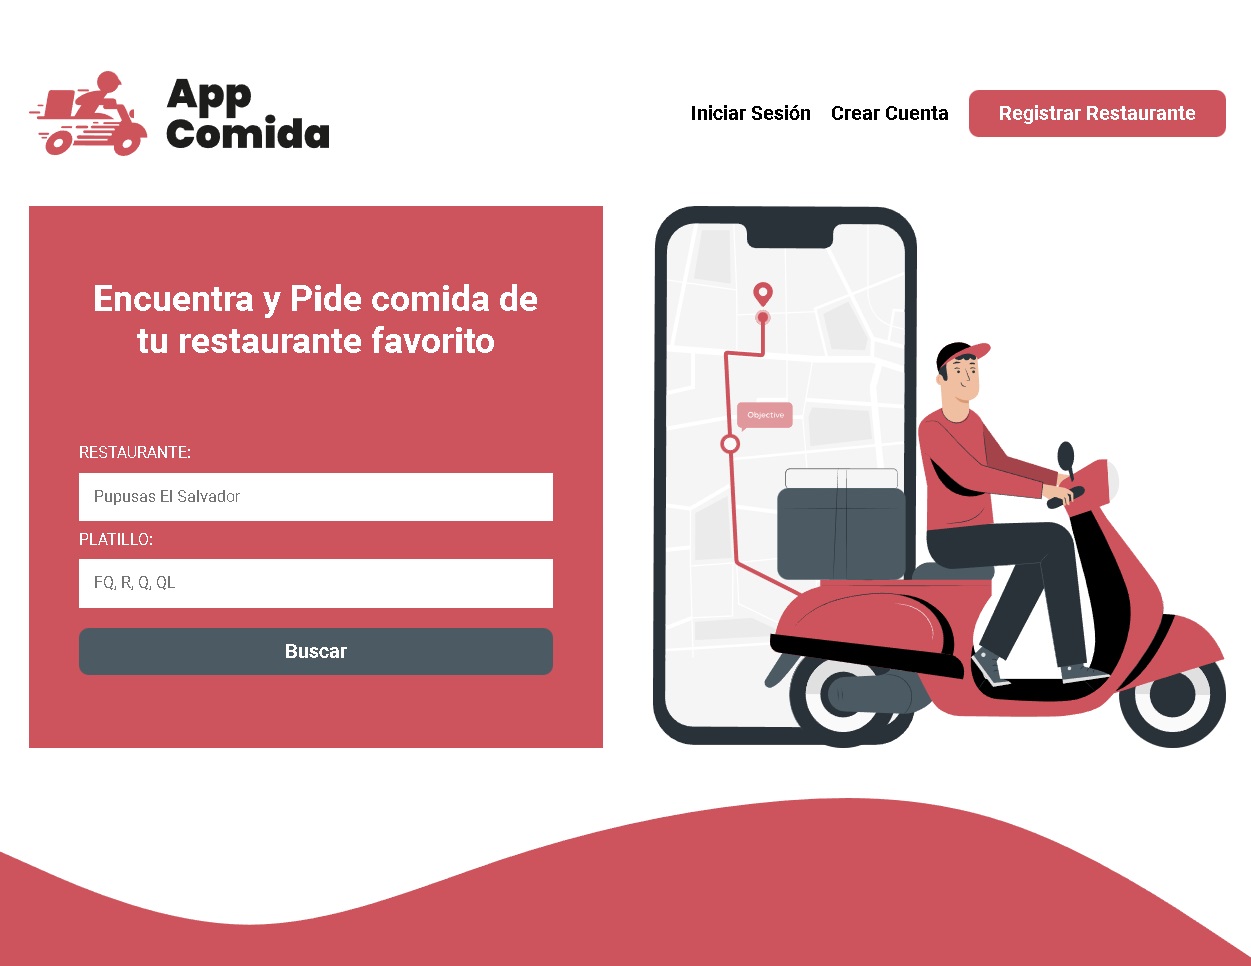 App
Comida
Iniciar Sesión
Crear Cuenta
Registrar Restaurante
Encuentra y Pide comida de
tu restaurante favorito
RESTAURANTE:
Pupusas El Salvador
PLATILLO:
FQ, R, Q, QL
Buscar
Objective